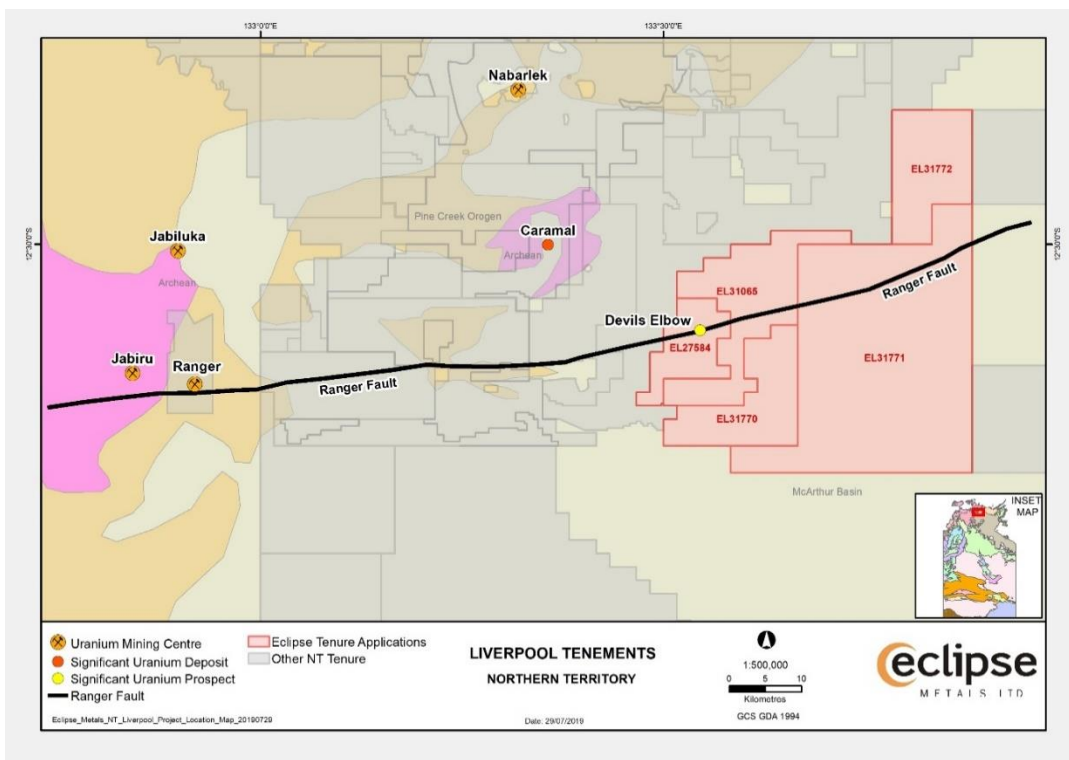 133°0'0"E
133°30'0"E
Nabarlek
EL31772
Pine Creek Orogen
Caramal
Jabiluka
12°30'0"S
12°30'0"S
Archean
Archean
Ranger Fault
EL31065
Devils Elbow
EL27584
EL31771
Jabiru
Ranger
Ranger Fault
EL31770
McArthur Basin
INSET
MAP
Uranium Mining Centre
Significant Uranium Deposit
Significant Uranium Prospect
Ranger Fault
Eclipse Tenure Applications
Other NT Tenure
LIVERPOOL TENEMENTS
NORTHERN TERRITORY
1:500,000
0 5 10
Kilometres
GCS GDA 1994
eclipse
METALS LTD
Eclipse_Metals_NT_Liverpool_Project_Location_Map_20190729
Date: 29/07/2019